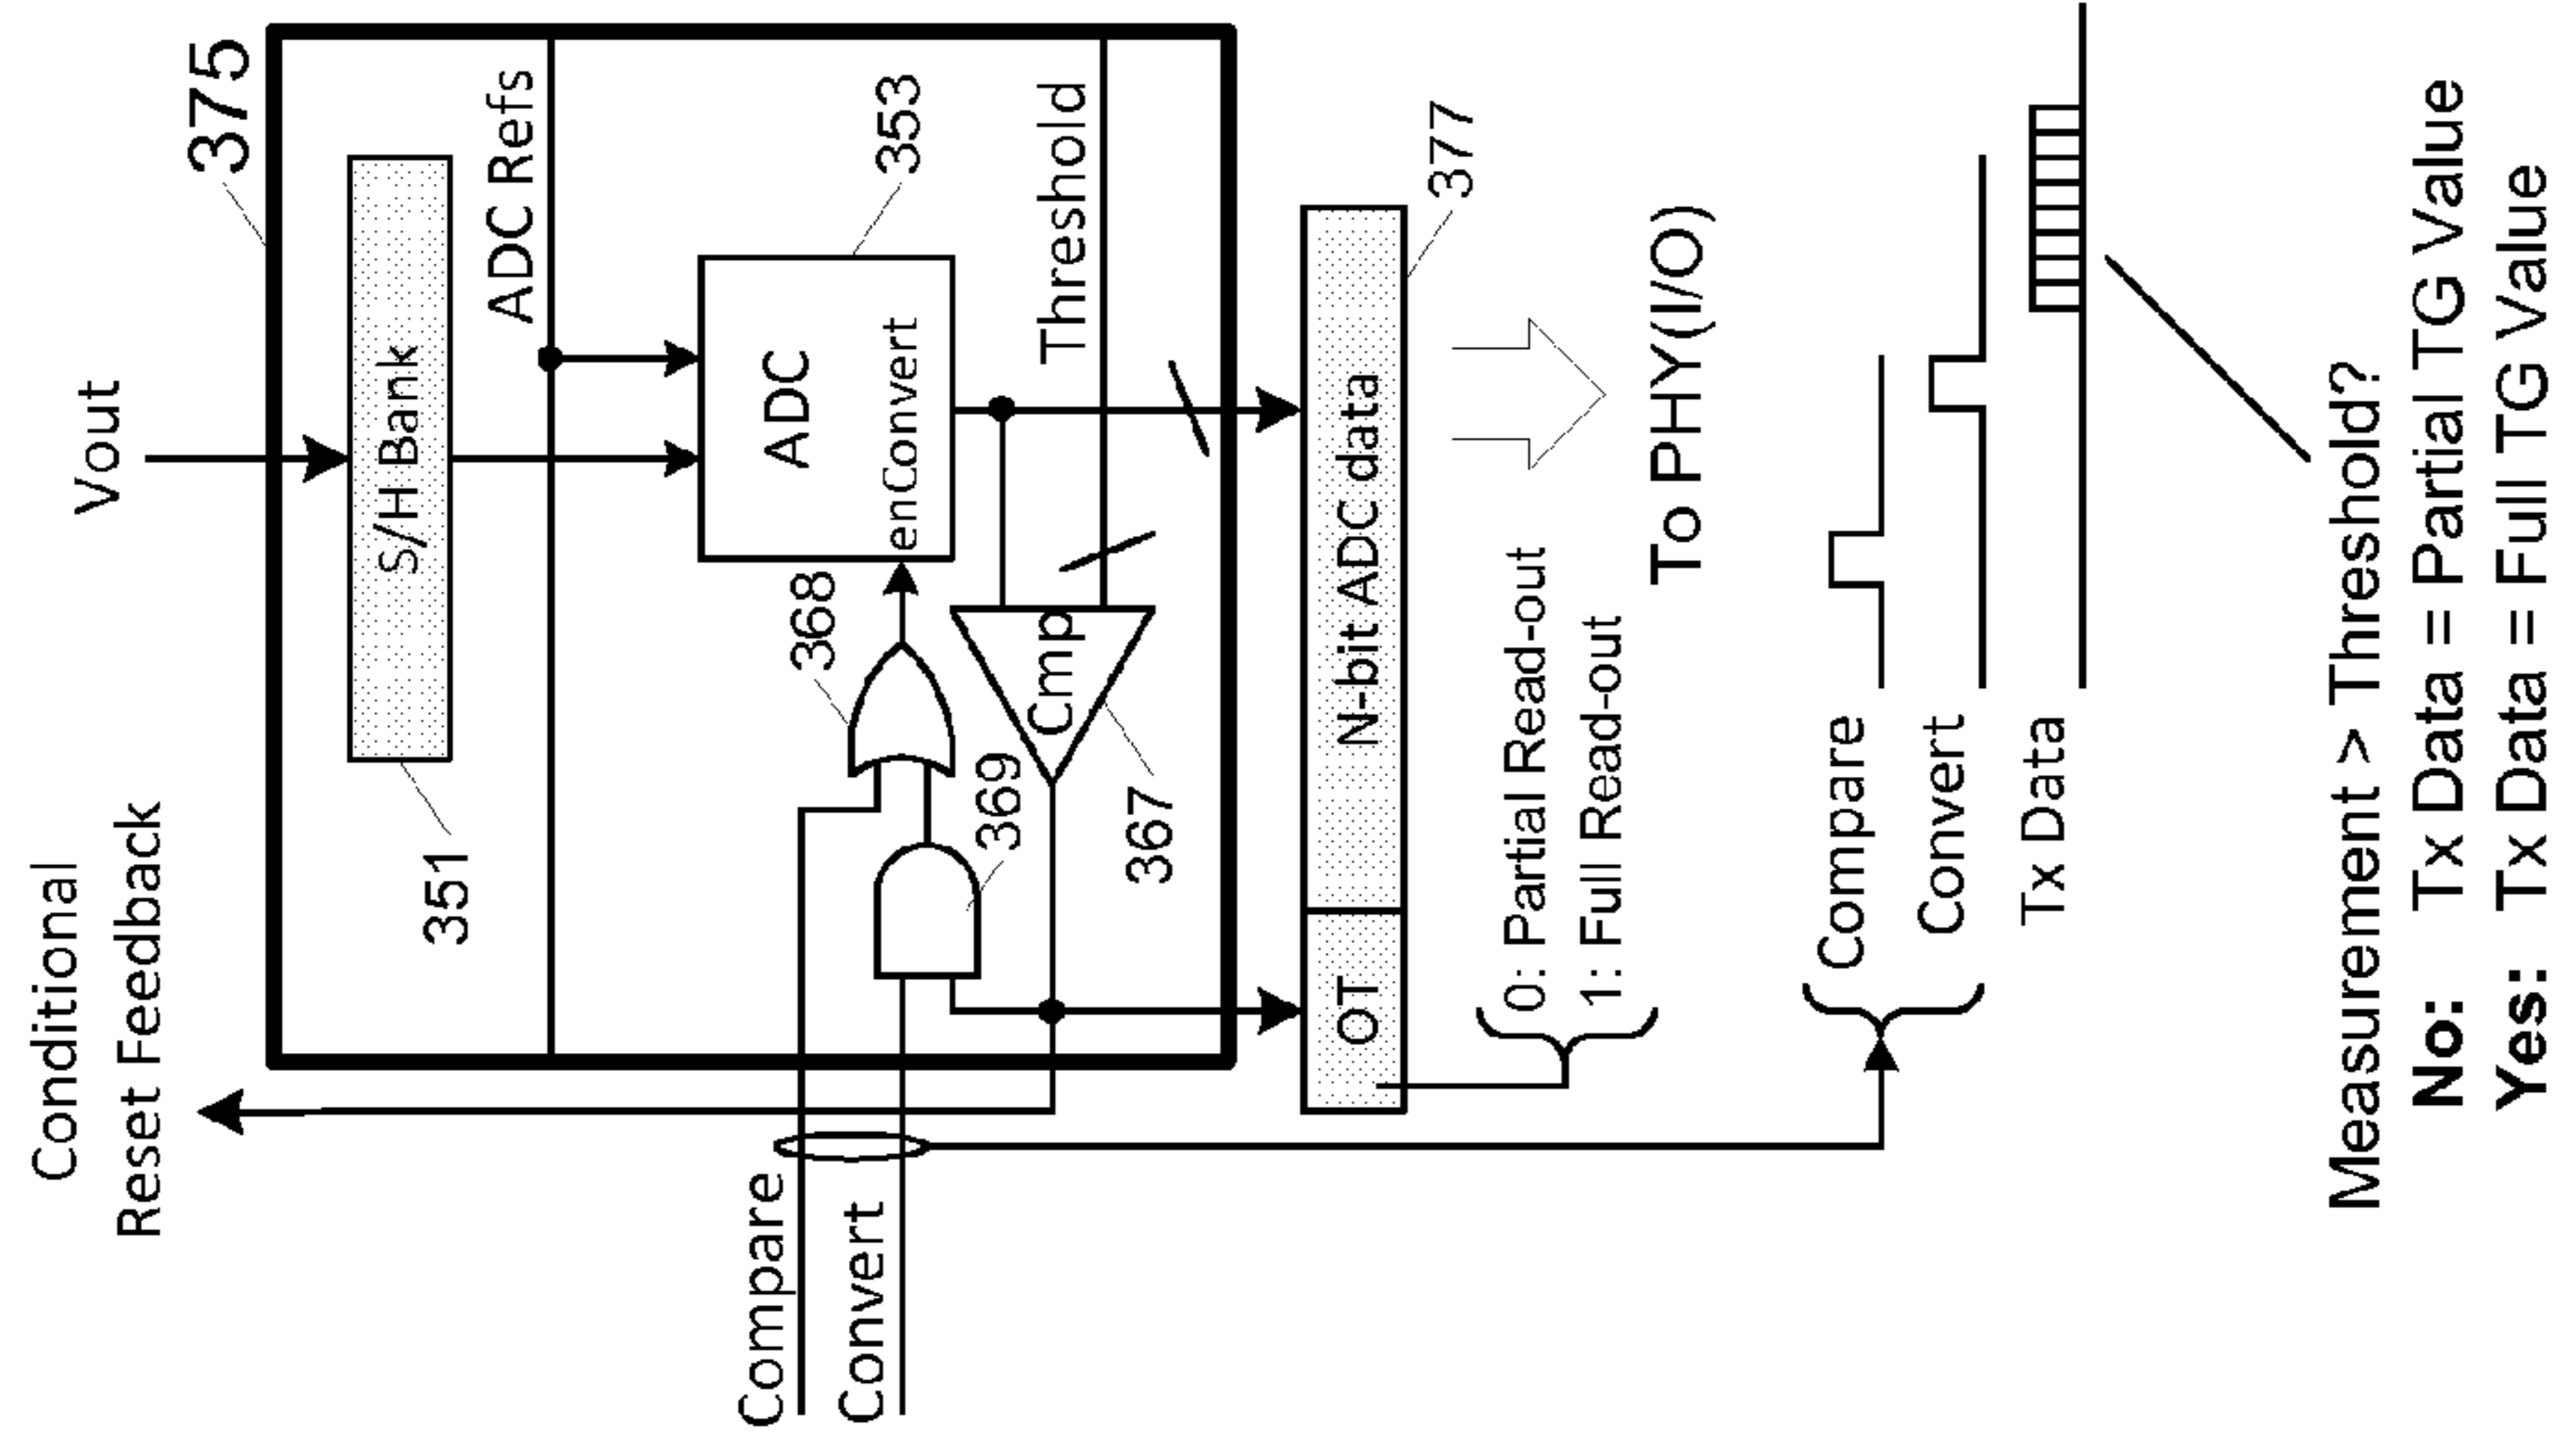 Conditional
Reset Feedback
Vout
375
S/H Bank
351
ADC Refs
ADC
enConvert
353
368
369
Cmp
367
Threshold
Compare
Convert
OT
N-bit ADC data
377
0: Partial Read-out
1: Full Read-out
To PHY(I/O)
Compare
Convert
Tx Data
Measurement > Threshold?
No: Tx Data = Partial TG Value
Yes: Tx Data = Full TG Value